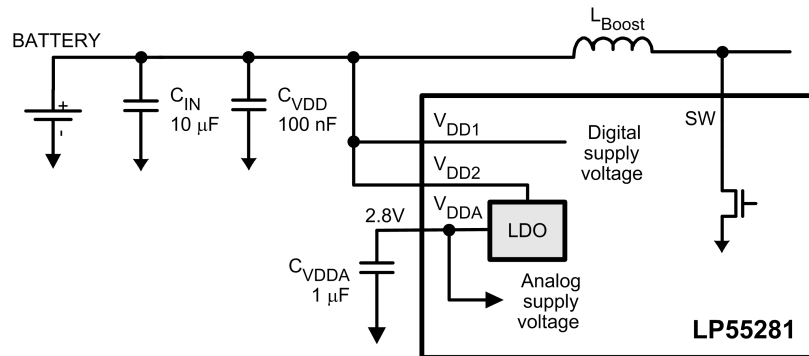 L_Boost
BATTERY
+
-
C_IN
10 µF
C_VDD
100 nF
V_DD1
Digital
supply
voltage
SW
V_DD2
V_DDA
2.8V
LDO
C_VDDA
1 µF
Analog
supply
voltage
LP55281